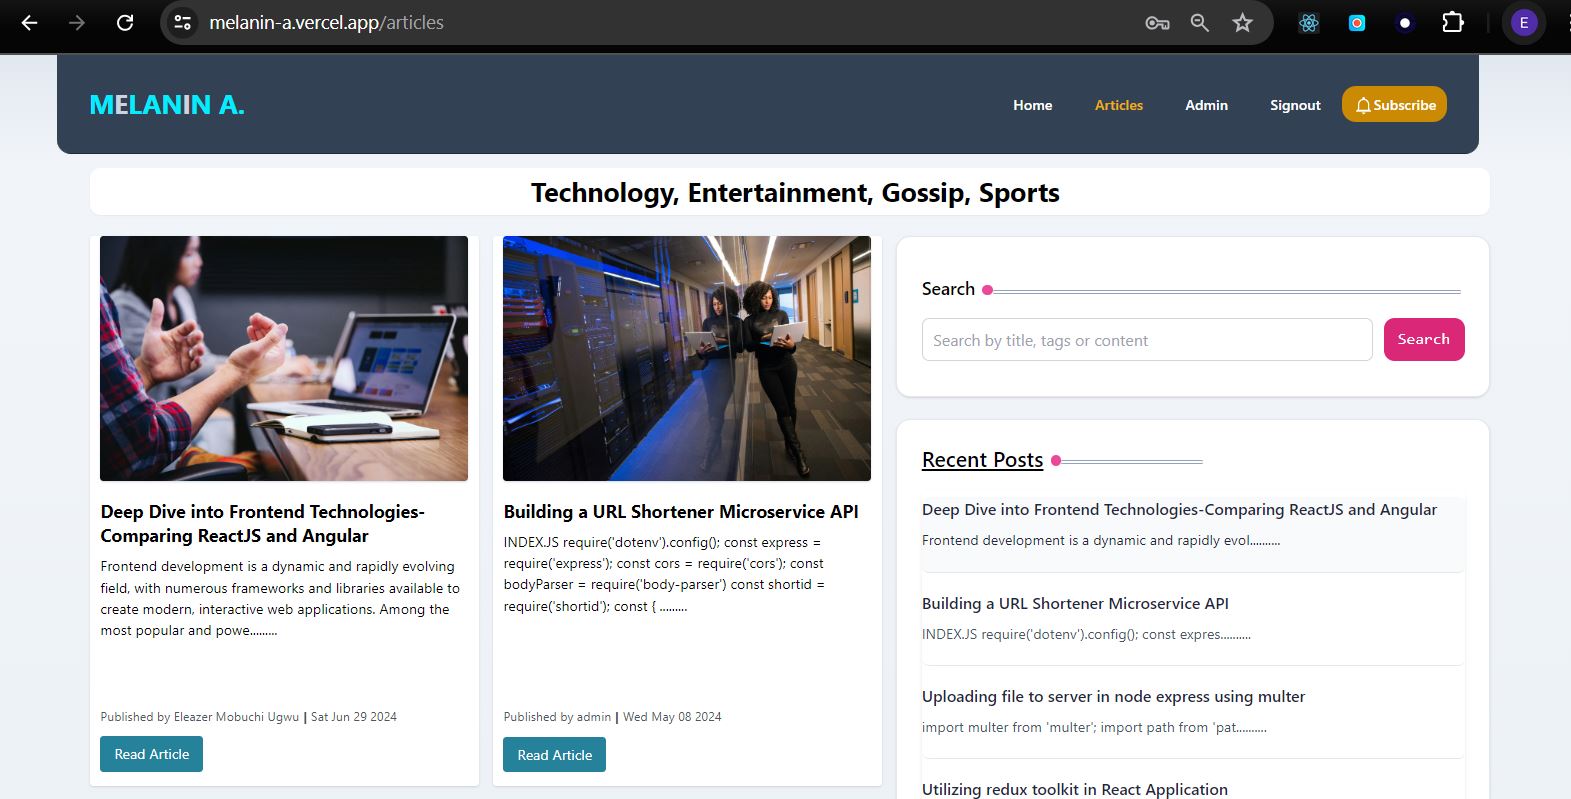 melanin-a.vercel.app/articles
E
MELANIN A.
Home
Articles
Admin
Signout
Subscribe
Technology, Entertainment, Gossip, Sports
Deep Dive into Frontend Technologies-
Comparing ReactJS and Angular
Frontend development is a dynamic and rapidly evolving
field, with numerous frameworks and libraries available to
create modern, interactive web applications. Among the
most popular and powe.........
Published by Eleazer Mobuchi Ugwu | Sat Jun 29 2024
Read Article
Building a URL Shortener Microservice API
INDEX.JS require('dotenv').config(); const express =
require('express'); const cors = require('cors'); const
bodyParser = require('body-parser') const shortid =
require('shortid'); const { .........
Published by admin | Wed May 08 2024
Read Article
Search
Search by title, tags or content
Search
Recent Posts
Deep Dive into Frontend Technologies-Comparing ReactJS and Angular
Frontend development is a dynamic and rapidly evol..........
Building a URL Shortener Microservice API
INDEX.JS require('dotenv').config(); const expres..........
Uploading file to server in node express using multer
import multer from 'multer'; import path from 'pat..........
Utilizing redux toolkit in React Application